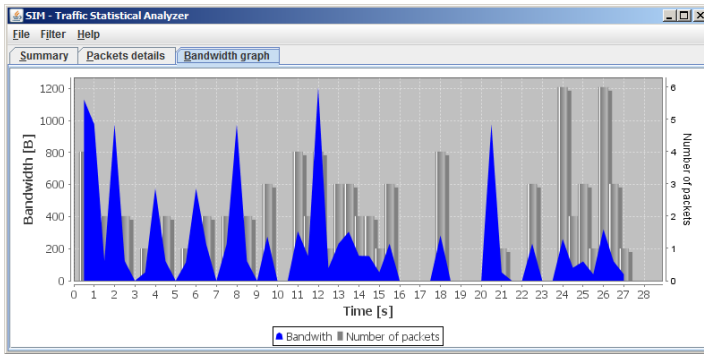 SIM - Traffic Statistical Analyzer
File Filter Help
Summary Packets details Bandwidth graph
Bandwidth [B]
1200
1000
800
600
400
200
0
6
5
4
3
2
1
0
Number of packets
0 1 2 3 4 5 6 7 8 9 10 11 12 13 14 15 16 17 18 19 20 21 22 23 24 25 26 27 28
Time [s]
Bandwith Number of packets